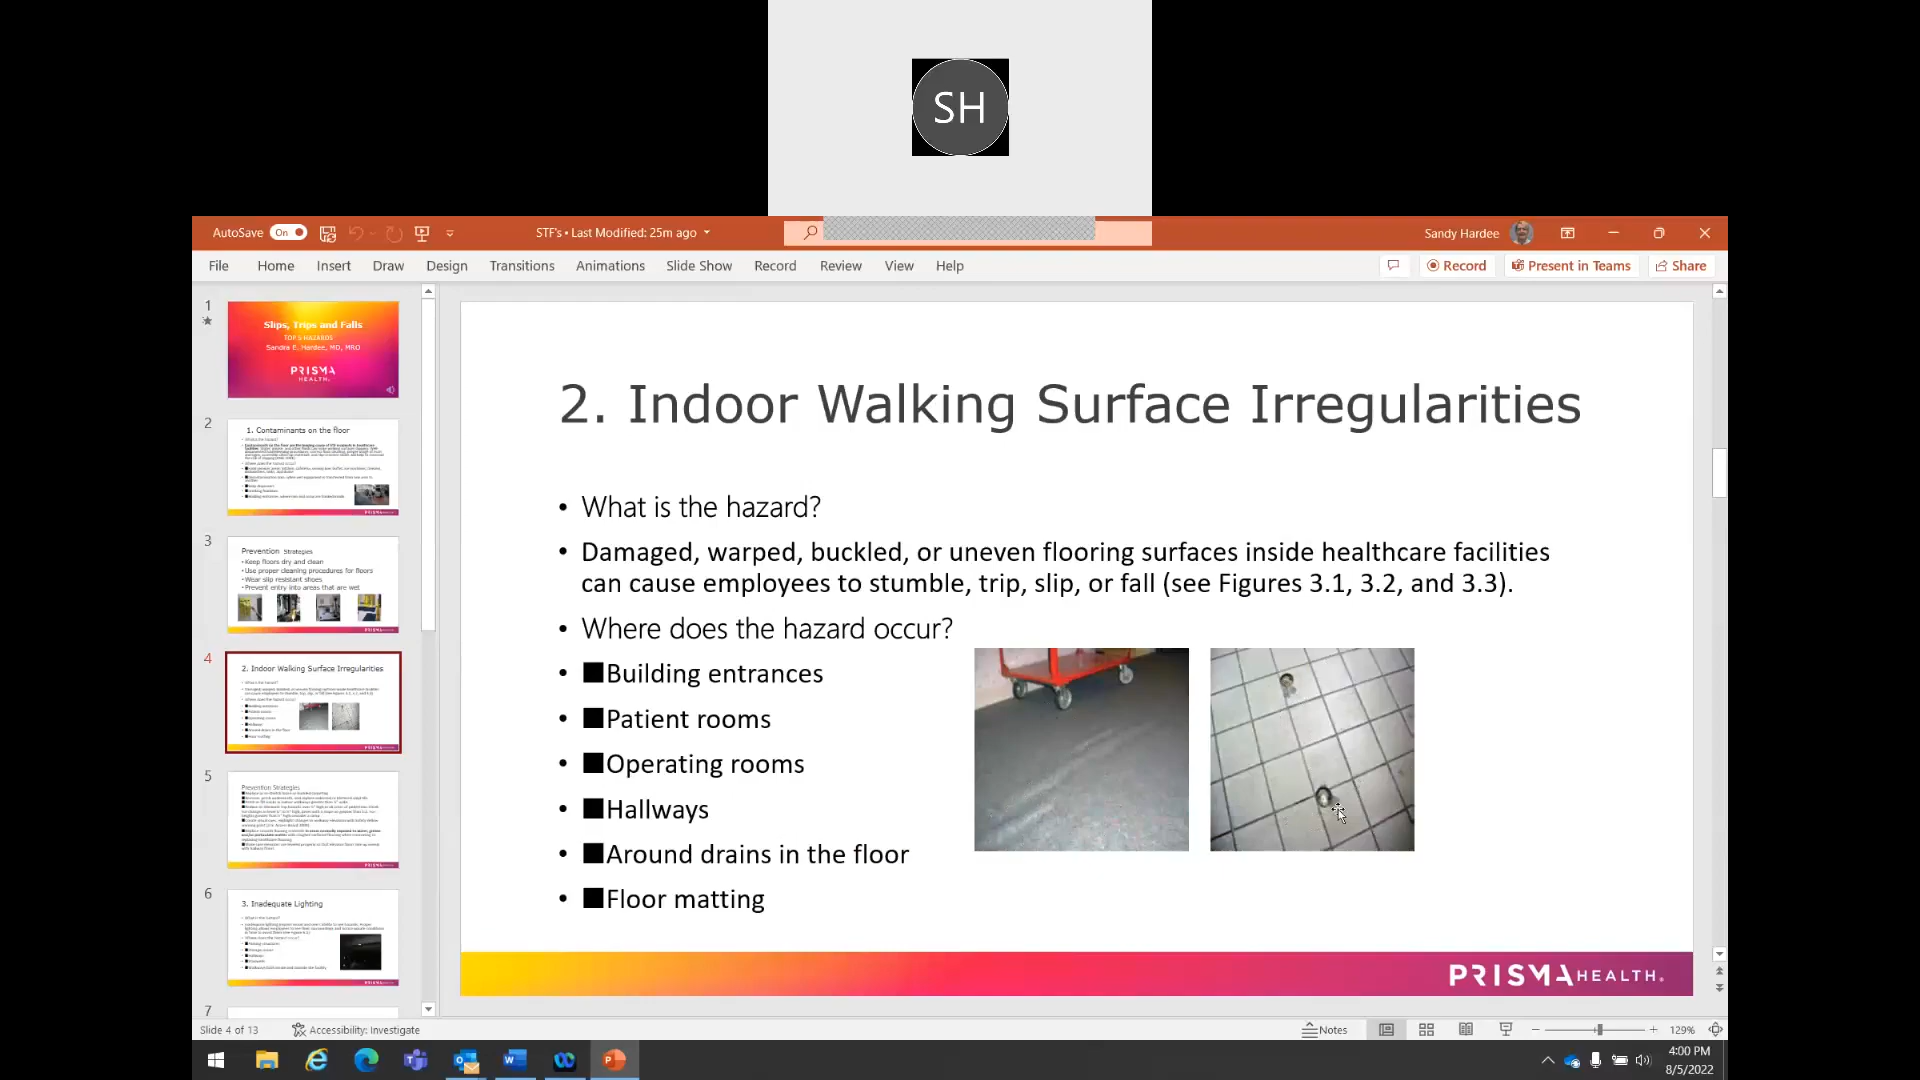 SH
AutoSave On STF's • Last Modified: 25m ago Sandy Hardee
File Home Insert Draw Design Transitions Animations Slide Show Record Review View Help Record Present in Teams Share
1
Slips, Trips and Falls
TOP 5 HAZARDS
Sandra E. Hardee, MD, MRO
PRISMA
HEALTH.
2
1. Contaminants on the floor
3
Prevention Strategies
• Keep floors dry and clean
• Use proper cleaning procedures for floors
• Wear slip resistant shoes
• Prevent entry into areas that are wet
4
2. Indoor Walking Surface Irregularities
5
Prevention Strategies
6
3. Inadequate Lighting
7
2. Indoor Walking Surface Irregularities
• What is the hazard?
• Damaged, warped, buckled, or uneven flooring surfaces inside healthcare facilities
can cause employees to stumble, trip, slip, or fall (see Figures 3.1, 3.2, and 3.3).
• Where does the hazard occur?
• ■Building entrances
• ■Patient rooms
• ■Operating rooms
• ■Hallways
• ■Around drains in the floor
• ■Floor matting
PRISMA HEALTH.
Slide 4 of 13 Accessibility: Investigate Notes 129%
4:00 PM
8/5/2022